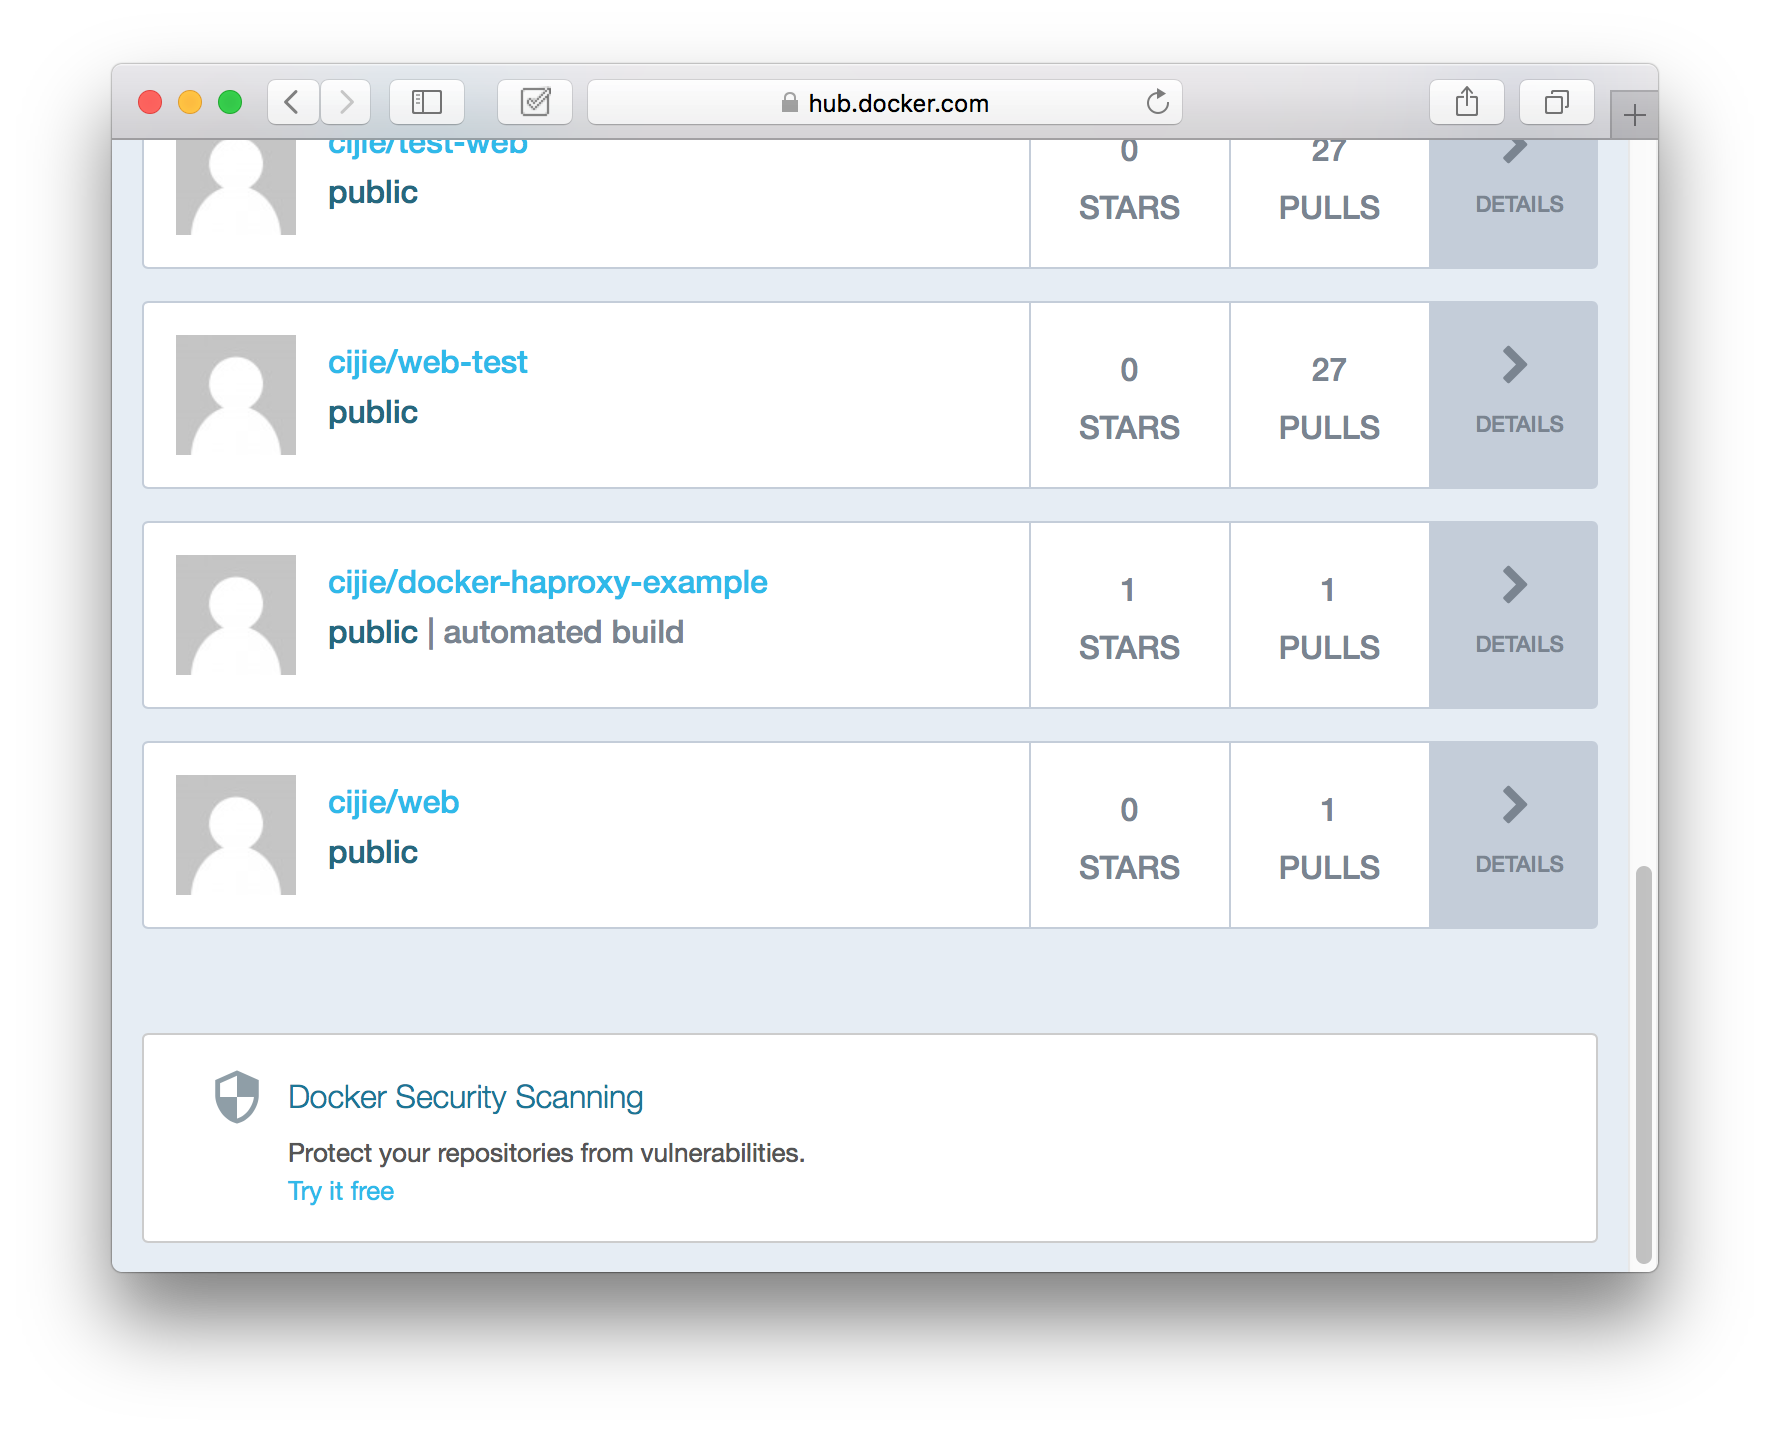 hub.docker.com
cijie/test-web
public
0
STARS
27
PULLS
DETAILS
cijie/web-test
public
0
STARS
27
PULLS
DETAILS
cijie/docker-haproxy-example
public | automated build
1
STARS
1
PULLS
DETAILS
cijie/web
public
0
STARS
1
PULLS
DETAILS
Docker Security Scanning
Protect your repositories from vulnerabilities.
Try it free